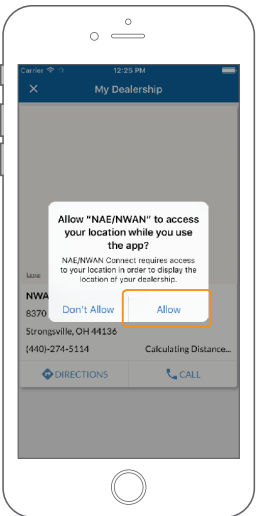 Carrier 12:25 PM
My Dealership
Allow "NAE/NWAN" to access
your location while you use
the app?
NAE/NWAN Connect requires access
to your location in order to display the
location of your dealership.
Don't Allow Allow
Legal
NWA
8370
Strongsville, OH 44136
(440)-274-5114 Calculating Distance...
DIRECTIONS CALL